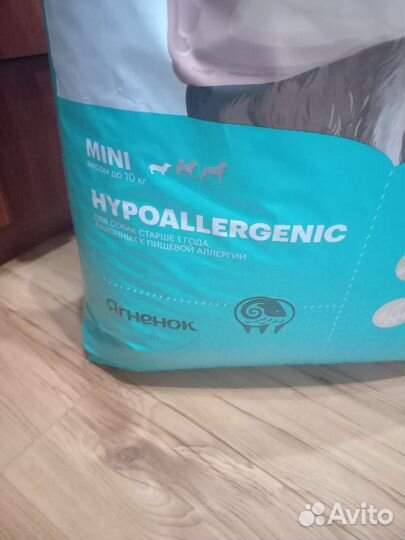 MINI
весом до 10 кг
HYPOALLERGENIC
ДЛЯ СОБАК СТАРШЕ 1 ГОДА,
СКЛОННЫХ К ПИЩЕВОЙ АЛЛЕРГИИ
Ягненок
Avito